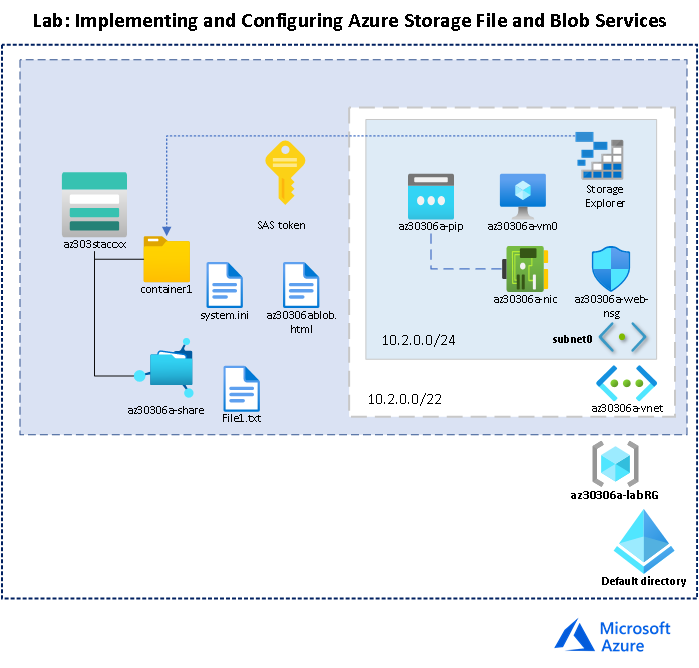 Lab: Implementing and Configuring Azure Storage File and Blob Services
az303staccxx
container1
SAS token
system.ini
az30306ablob.
html
az30306a-share
File1.txt
az30306a-pip
az30306a-vm0
Storage
Explorer
az30306a-nic
az30306a-web-
nsg
10.2.0.0/24
subnet0
10.2.0.0/22
az30306a-vnet
az30306a-labRG
Default directory
Microsoft
Azure